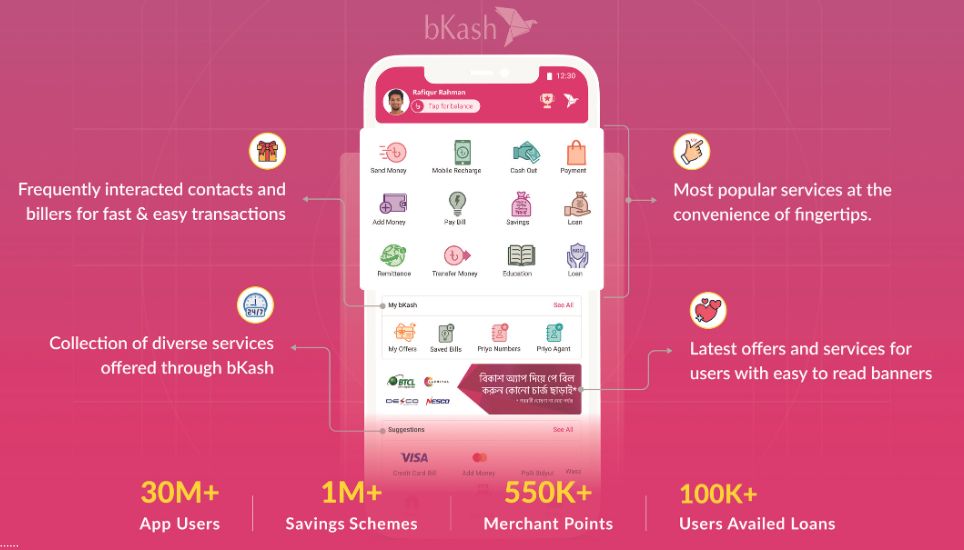 bKash
12:30
Rafiqur Rahman
Tap for balance
Send Money
Mobile Recharge
Cash Out
Payment
Add Money
Pay Bill
Savings
Loan
Remittance
Transfer Money
Education
Loan
Frequently interacted contacts and
billers for fast & easy transactions
Most popular services at the
convenience of fingertips.
24/7
Collection of diverse services
offered through bKash
Latest offers and services for
users with easy to read banners
My bKash
See All
My Offers
Saved Bills
Priyo Numbers
Priyo Agent
BTCL
DESCO
NESCO
বিকাশ অ্যাপ দিয়ে পে বিল
করুন কোনো চার্জ ছাড়াই*
Suggestions
See All
VISA
Credit Card Bill
Add Money
30M+
App Users
1M+
Savings Schemes
550K+
Merchant Points
100K+
Users Availed Loans